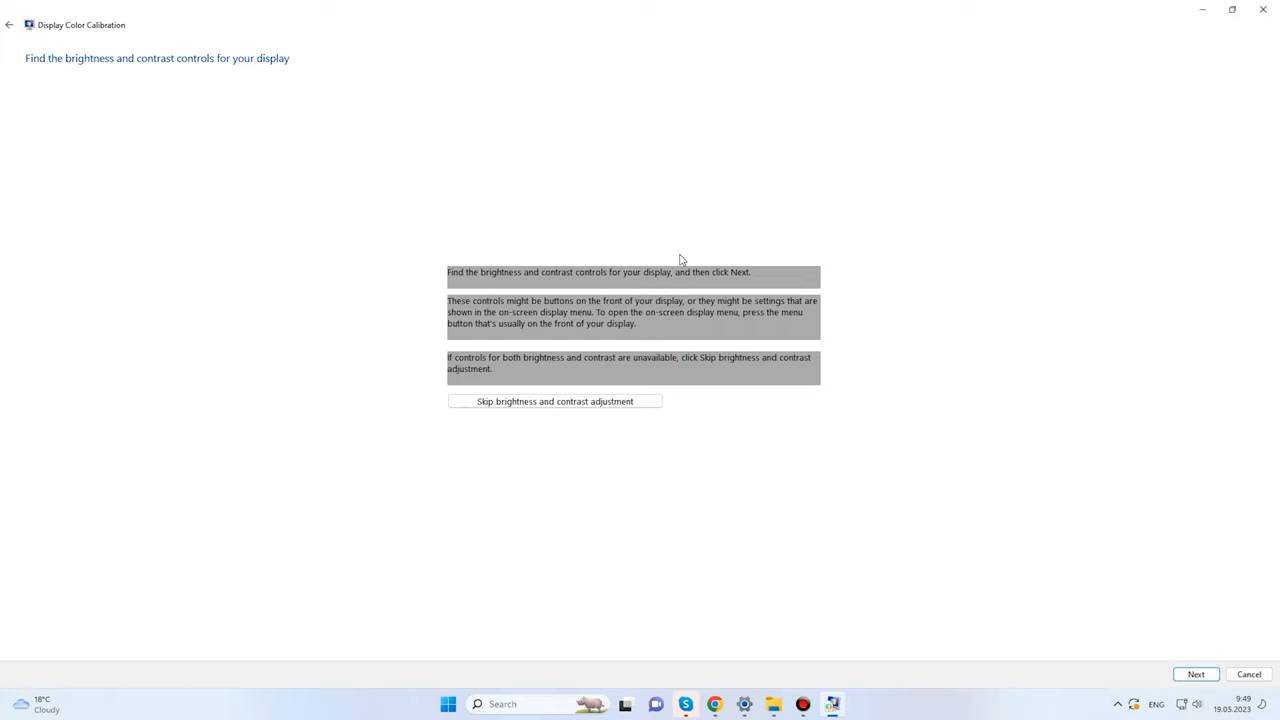 Display Color Calibration
Find the brightness and contrast controls for your display
Find the brightness and contrast controls for your display, and then click Next.
These controls might be buttons on the front of your display, or they might be settings that are
shown in the on-screen display menu. To open the on-screen display menu, press the menu
button that's usually on the front of your display.
If controls for both brightness and contrast are unavailable, click Skip brightness and contrast
adjustment.
Skip brightness and contrast adjustment
Next
Cancel
18°C
Cloudy
Search
ENG
9:49
19.05.2023